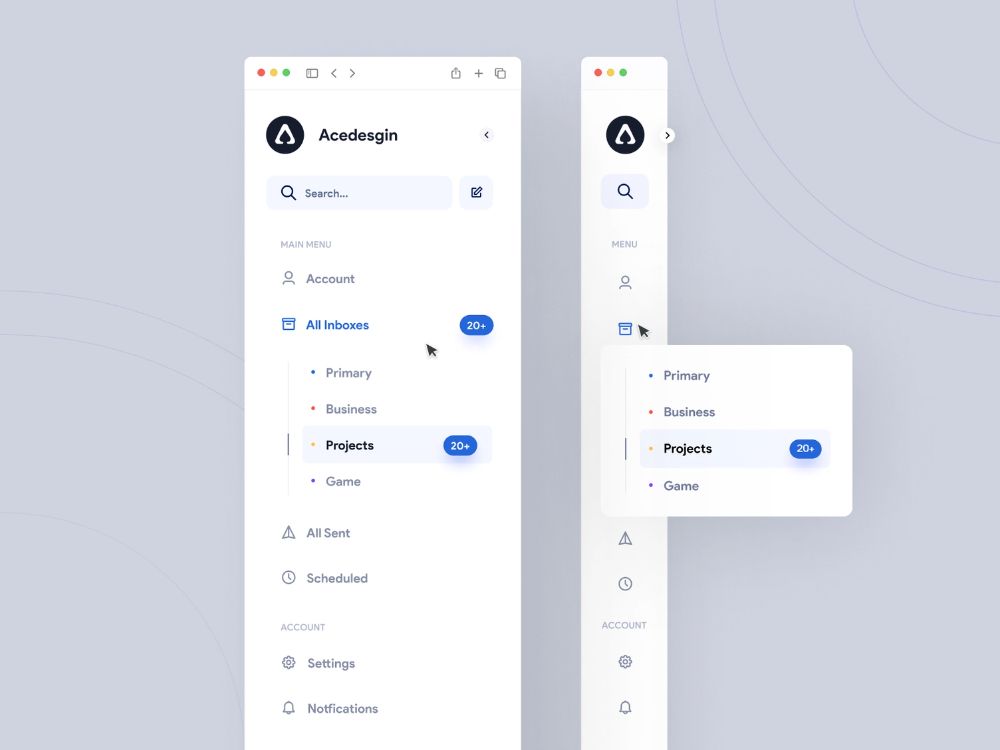 Acedesgin
Search...
MAIN MENU
Account
All Inboxes 20+
Primary
Business
Projects 20+
Game
All Sent
Scheduled
ACCOUNT
Settings
Notfications
MENU
Primary
Business
Projects 20+
Game
ACCOUNT